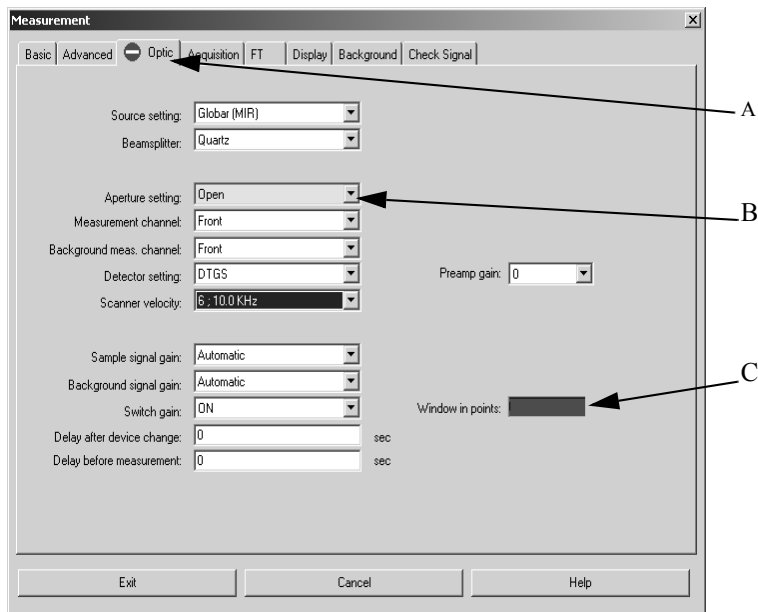 Measurement
Basic Advanced Optic Acquisition FT Display Background Check Signal
A
Source setting: Globar (MIR)
Beamsplitter: Quartz
Aperture setting: Open
B
Measurement channel: Front
Background meas. channel: Front
Detector setting: DTGS
Preamp gain: 0
Scanner velocity: 6 ; 10.0 KHz
Sample signal gain: Automatic
Background signal gain: Automatic
C
Switch gain: ON
Window in points:
Delay after device change: 0 sec
Delay before measurement: 0 sec
Exit Cancel Help